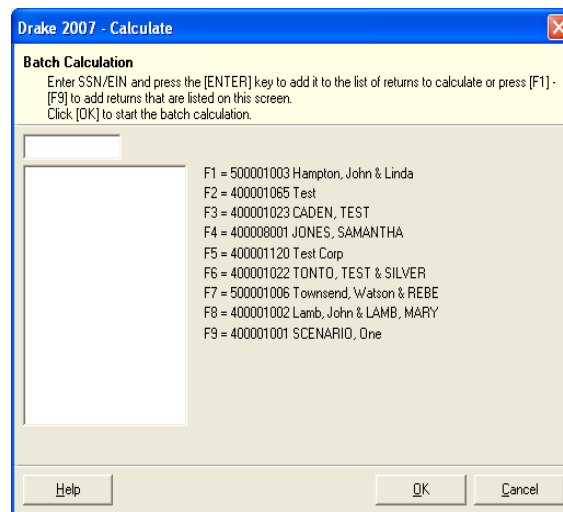 Drake 2007 - Calculate
Batch Calculation
Enter SSN/EIN and press the [ENTER] key to add it to the list of returns to calculate or press [F1] -
[F9] to add returns that are listed on this screen.
Click [OK] to start the batch calculation.
F1 = 500001003 Hampton, John & Linda
F2 = 400001065 Test
F3 = 400001023 CADEN, TEST
F4 = 400008001 JONES, SAMANTHA
F5 = 400001120 Test Corp
F6 = 400001022 TONTO, TEST & SILVER
F7 = 500001006 Townsend, Watson & REBE
F8 = 400001002 Lamb, John & LAMB, MARY
F9 = 400001001 SCENARIO, One
Help
OK
Cancel